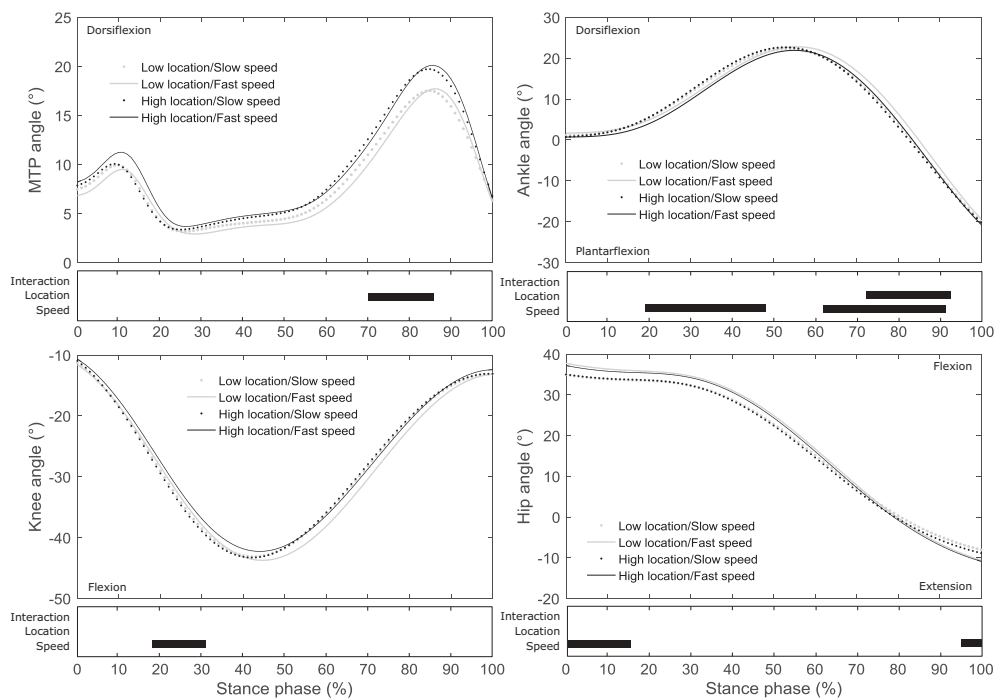 25
20
15
10
5
0
MTP angle (°)
Dorsiflexion
Low location/Slow speed
Low location/Fast speed
High location/Slow speed
High location/Fast speed
Interaction
Location
Speed
0 10 20 30 40 50 60 70 80 90 100
30
20
10
0
-10
-20
-30
Ankle angle (°)
Dorsiflexion
Low location/Slow speed
Low location/Fast speed
High location/Slow speed
High location/Fast speed
Plantarflexion
Interaction
Location
Speed
0 10 20 30 40 50 60 70 80 90 100
-10
-20
-30
-40
-50
Knee angle (°)
Low location/Slow speed
Low location/Fast speed
High location/Slow speed
High location/Fast speed
Flexion
Interaction
Location
Speed
0 10 20 30 40 50 60 70 80 90 100
Stance phase (%)
40
30
20
10
0
-10
-20
Hip angle (°)
Flexion
Low location/Slow speed
Low location/Fast speed
High location/Slow speed
High location/Fast speed
Extension
Interaction
Location
Speed
0 10 20 30 40 50 60 70 80 90 100
Stance phase (%)